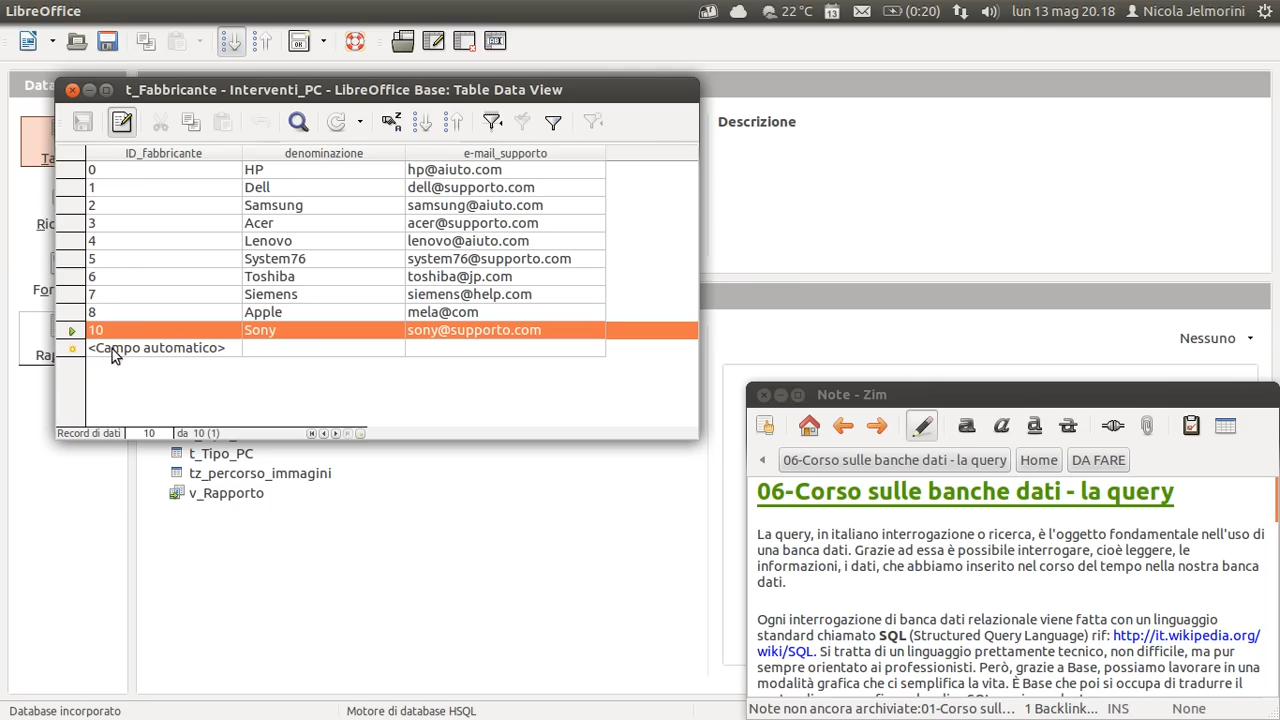 LibreOffice
22 °C
13
(0:20)
lun 13 mag 20.18
Nicola Jelmorini
Data
t_Fabbricante - Interventi_PC - LibreOffice Base: Table Data View
Descrizione
ID_fabbricante denominazione e-mail_supporto
0 HP hp@aiuto.com
1 Dell dell@supporto.com
2 Samsung samsung@aiuto.com
3 Acer acer@supporto.com
4 Lenovo lenovo@aiuto.com
5 System76 system76@supporto.com
6 Toshiba toshiba@jp.com
7 Siemens siemens@help.com
8 Apple mela@com
10 Sony sony@supporto.com
<Campo automatico>
Record di dati 10 da 10 (1)
Ta
Ric
For
Rap
Nessuno
t_Tipo_PC
tz_percorso_immagini
v_Rapporto
Note - Zim
06-Corso sulle banche dati - la query Home DA FARE
06-Corso sulle banche dati - la query
La query, in italiano interrogazione o ricerca, è l'oggetto fondamentale nell'uso di
una banca dati. Grazie ad essa è possibile interrogare, cioè leggere, le
informazioni, i dati, che abbiamo inserito nel corso del tempo nella nostra banca
dati.
Ogni interrogazione di banca dati relazionale viene fatta con un linguaggio
standard chiamato SQL (Structured Query Language) rif: http://it.wikipedia.org/
wiki/SQL. Si tratta di un linguaggio prettamente tecnico, non difficile, ma pur
sempre orientato ai professionisti. Però, grazie a Base, possiamo lavorare in una
modalità grafica che ci semplifica la vita. È Base che poi si occupa di tradurre il
Note non ancora archiviate:01-Corso sull... 1 Backlink... INS None
Database incorporato
Motore di database HSQL